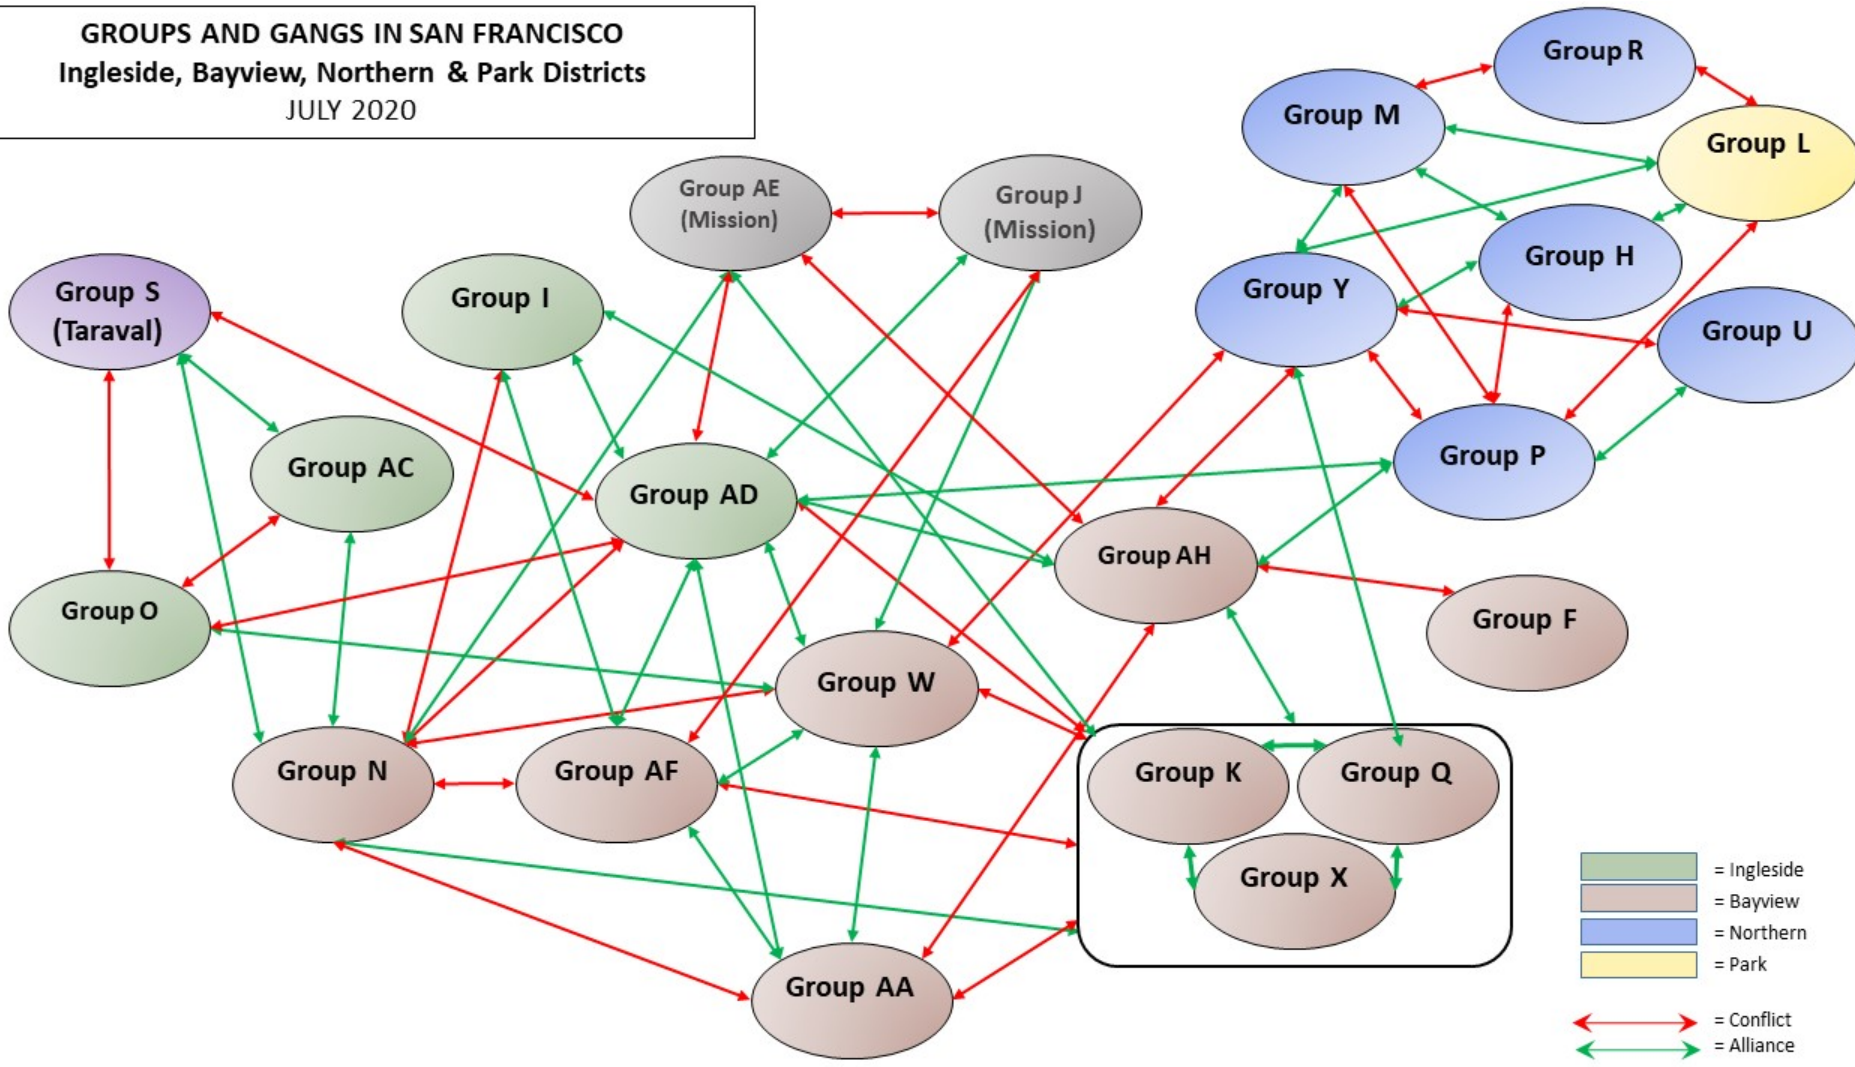 GROUPS AND GANGS IN SAN FRANCISCO
Ingleside, Bayview, Northern & Park Districts
JULY 2020
Group R
Group M
Group L
Group AE
(Mission)
Group J
(Mission)
Group H
Group S
(Taraval)
Group I
Group Y
Group U
Group AC
Group AD
Group P
Group AH
Group O
Group F
Group W
Group N
Group AF
Group K
Group Q
Group X
Group AA
= Ingleside
= Bayview
= Northern
= Park
= Conflict
= Alliance